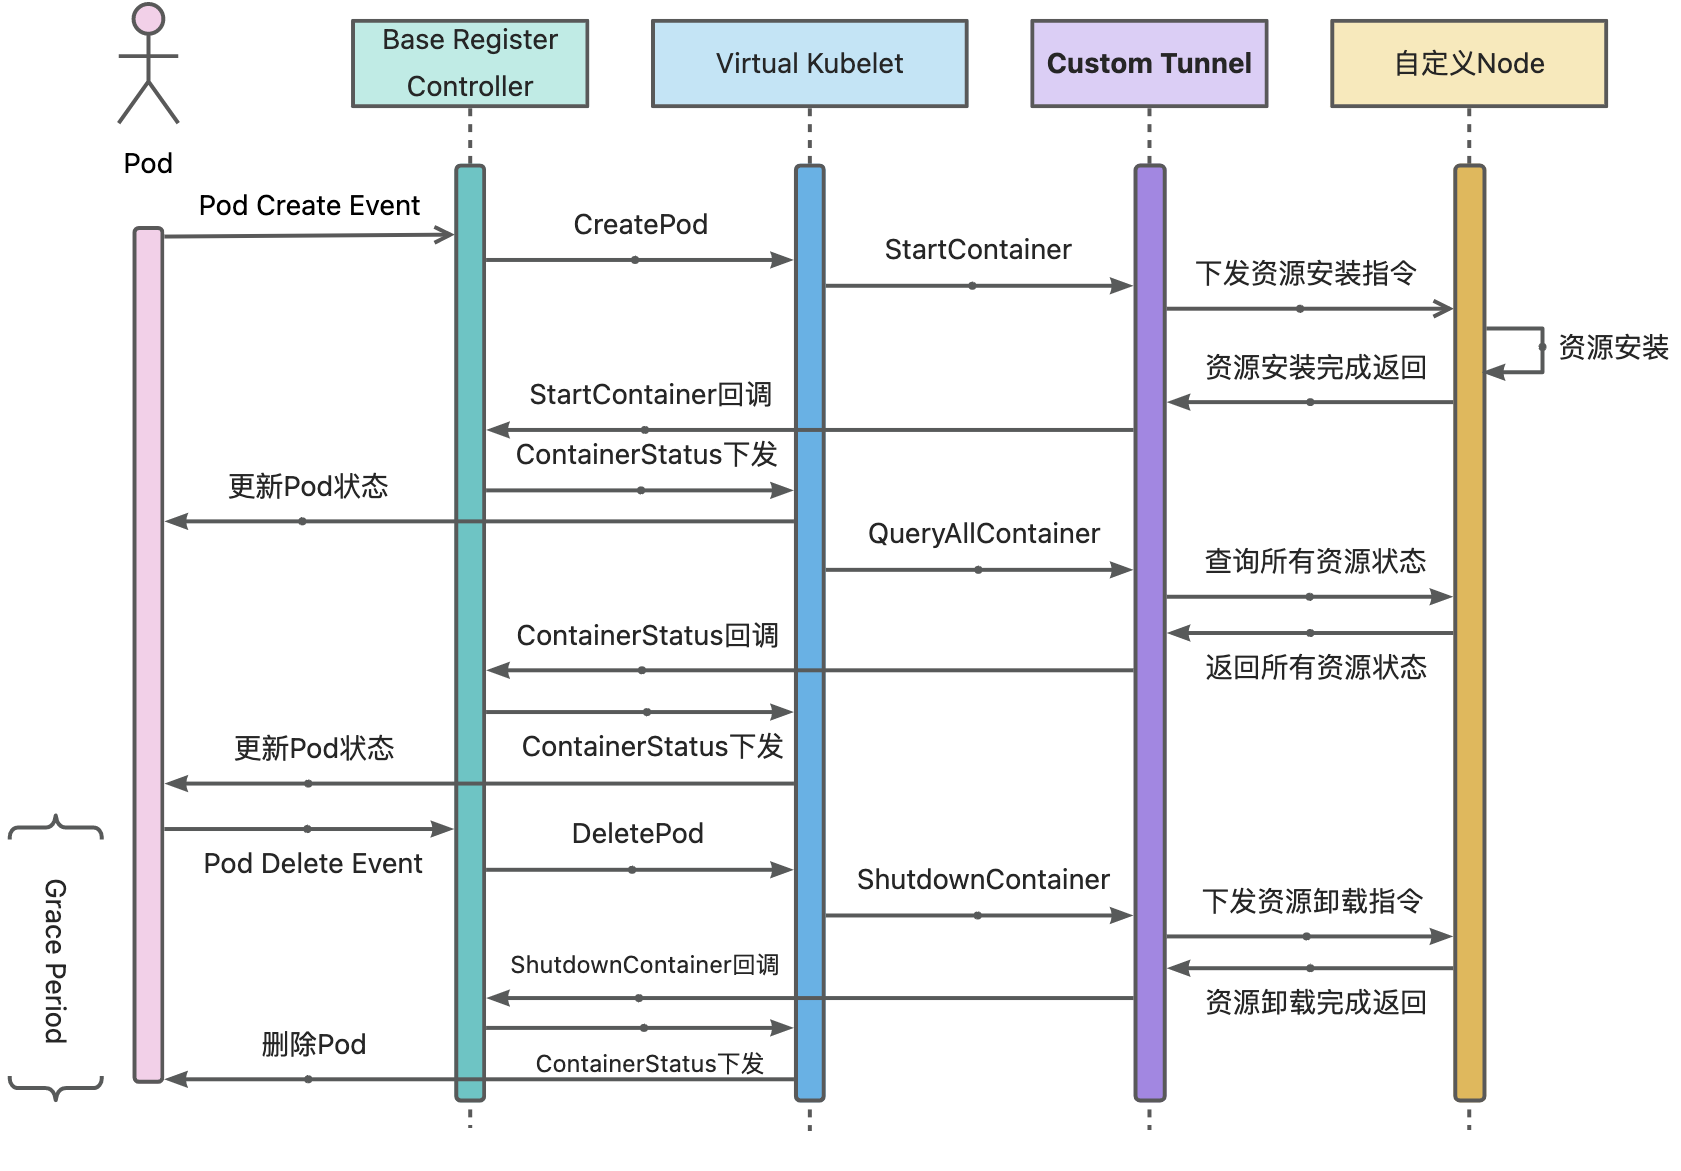 Base Register
Controller
Virtual Kubelet
Custom Tunnel
自定义Node
Pod
Pod Create Event
CreatePod
StartContainer
下发资源安装指令
资源安装
资源安装完成返回
StartContainer回调
ContainerStatus下发
更新Pod状态
QueryAllContainer
查询所有资源状态
ContainerStatus回调
返回所有资源状态
更新Pod状态
ContainerStatus下发
DeletePod
Pod Delete Event
ShutdownContainer
下发资源卸载指令
Grace Period
ShutdownContainer回调
资源卸载完成返回
删除Pod
ContainerStatus下发